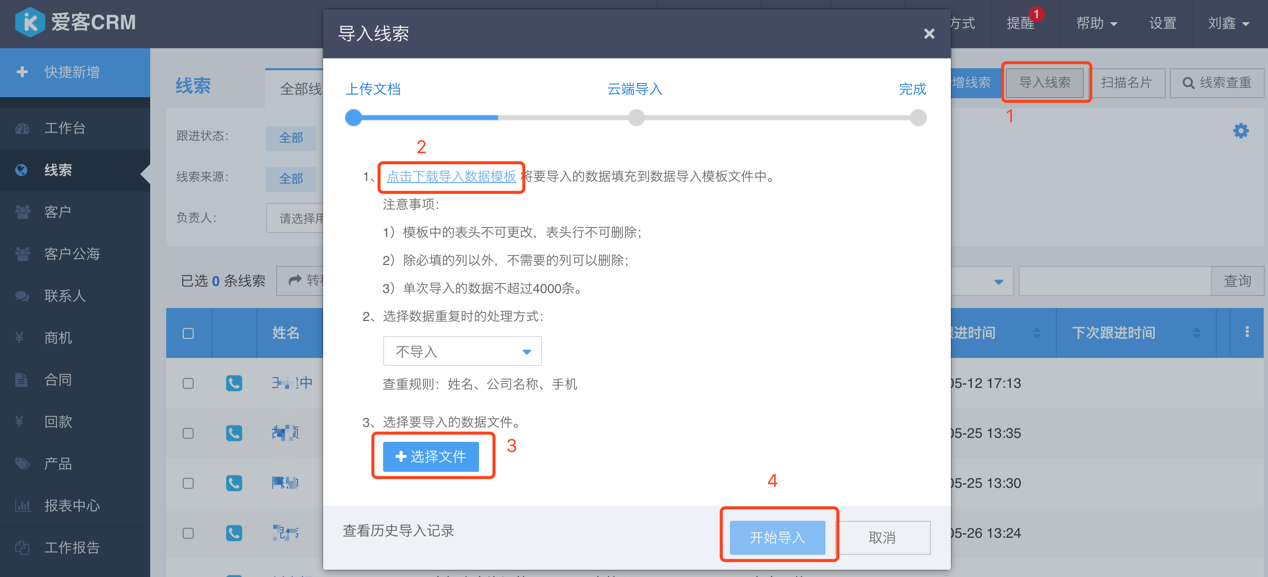 爱客CRM
方式
提醒
1
帮助
设置
刘鑫
快捷新增
工作台
线索
客户
客户公海
联系人
商机
合同
回款
产品
报表中心
工作报告
线索
全部线
增线索
导入线索
扫描名片
线索查重
1
跟进状态:
全部
线索来源:
全部
负责人:
请选择用
已选 0 条线索
转移
查询
姓名
跟进时间
下次跟进时间
中
05-12 17:13
05-25 13:35
05-25 13:30
05-26 13:24
导入线索
×
上传文档
云端导入
完成
2
1、点击下载导入数据模板 将要导入的数据填充到数据导入模板文件中。
注意事项:
1）模板中的表头不可更改，表头行不可删除；
2）除必填的列以外，不需要的列可以删除；
3）单次导入的数据不超过4000条。
2、选择数据重复时的处理方式:
不导入
查重规则：姓名、公司名称、手机
3、选择要导入的数据文件。
选择文件
3
4
查看历史导入记录
开始导入
取消